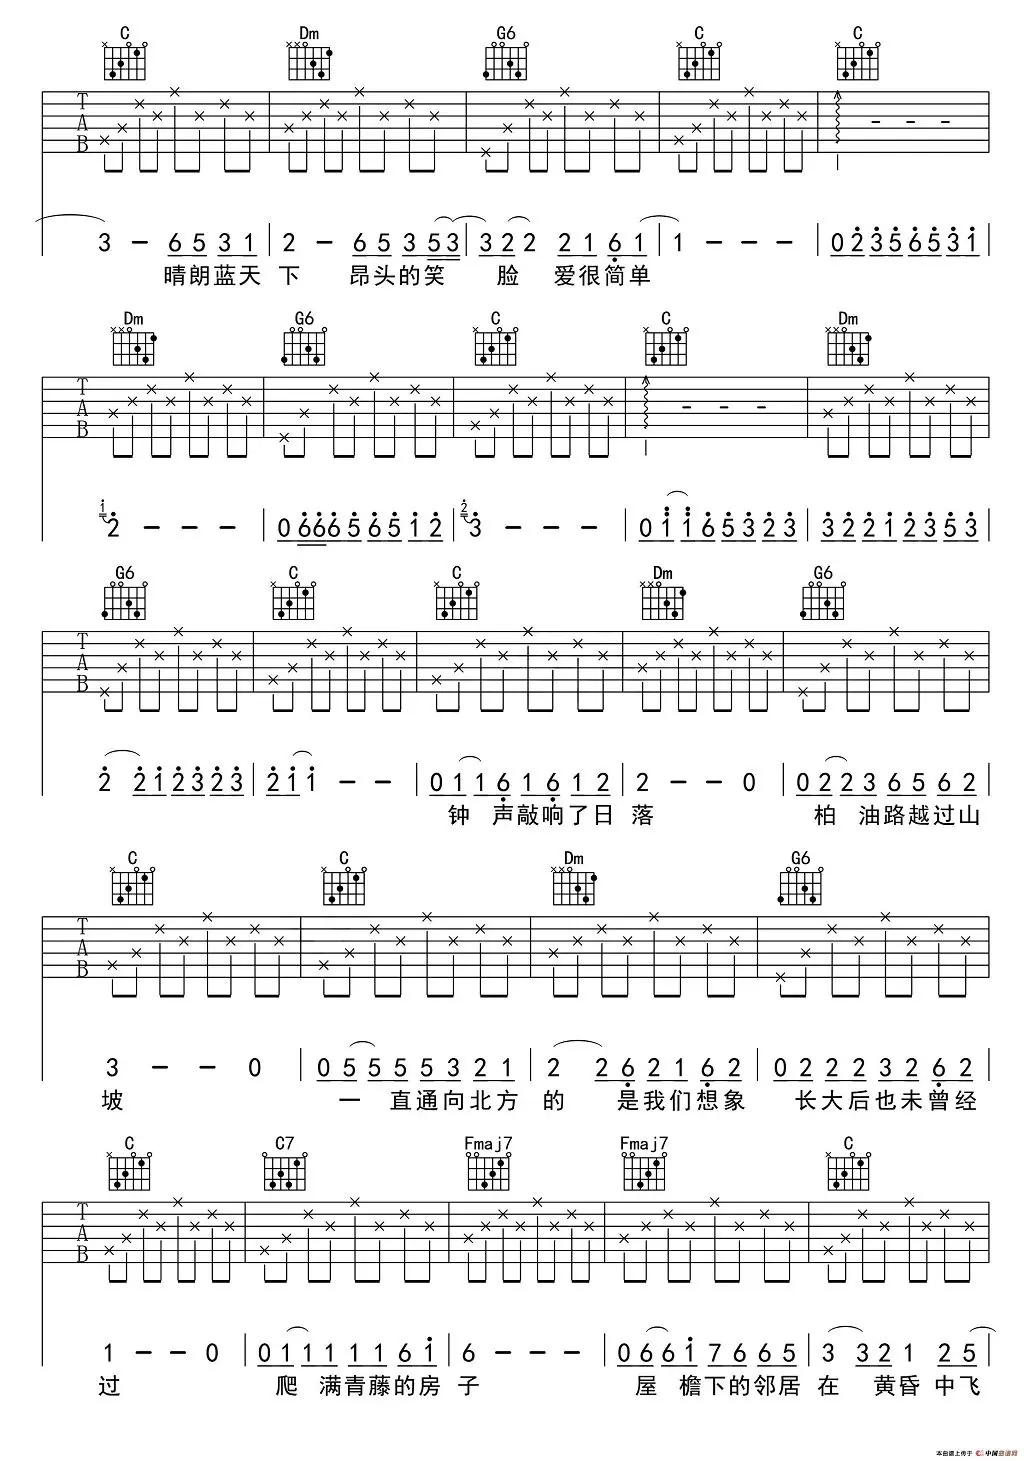 C Dm G6 C C
T A B
3 – 6 5 3 1 | 2 – 6 5 3 5 3 | 3 2 2 2 1 6 1 | 1 – – – | 0 2 3 5 6 5 3 1
晴朗蓝天 下 昂头的笑 脸 爱很简单
Dm G6 C C Dm
T A B
1 2 – – – | 0 6 6 6 5 6 5 1 2 | 2 3 – – – | 0 1 1 6 5 3 2 3 | 3 2 2 1 2 3 5 3
G6 C C Dm G6
T A B
2 2 1 2 3 2 3 | 2 1 1 – – | 0 1 1 6 1 6 1 2 | 2 – – 0 | 0 2 2 3 6 5 6 2
钟 声敲响了日 落 柏 油路越过山
C C Dm G6
T A B
3 – – 0 | 0 5 5 5 5 3 2 1 | 2 2 6 2 1 6 2 | 0 2 2 2 3 2 6 2
坡 一 直通向北方 的 是我们想象 长大后也未曾经
C C7 Fmaj7 Fmaj7 C
T A B
1 – – 0 | 0 1 1 1 1 1 6 1 | 6 – – – | 0 6 6 1 7 6 6 5 | 3 3 2 1 2 5
过 爬 满青藤的房 子 屋 檐下的邻居 在 黄昏 中飞
本曲谱上传于 中国曲谱网